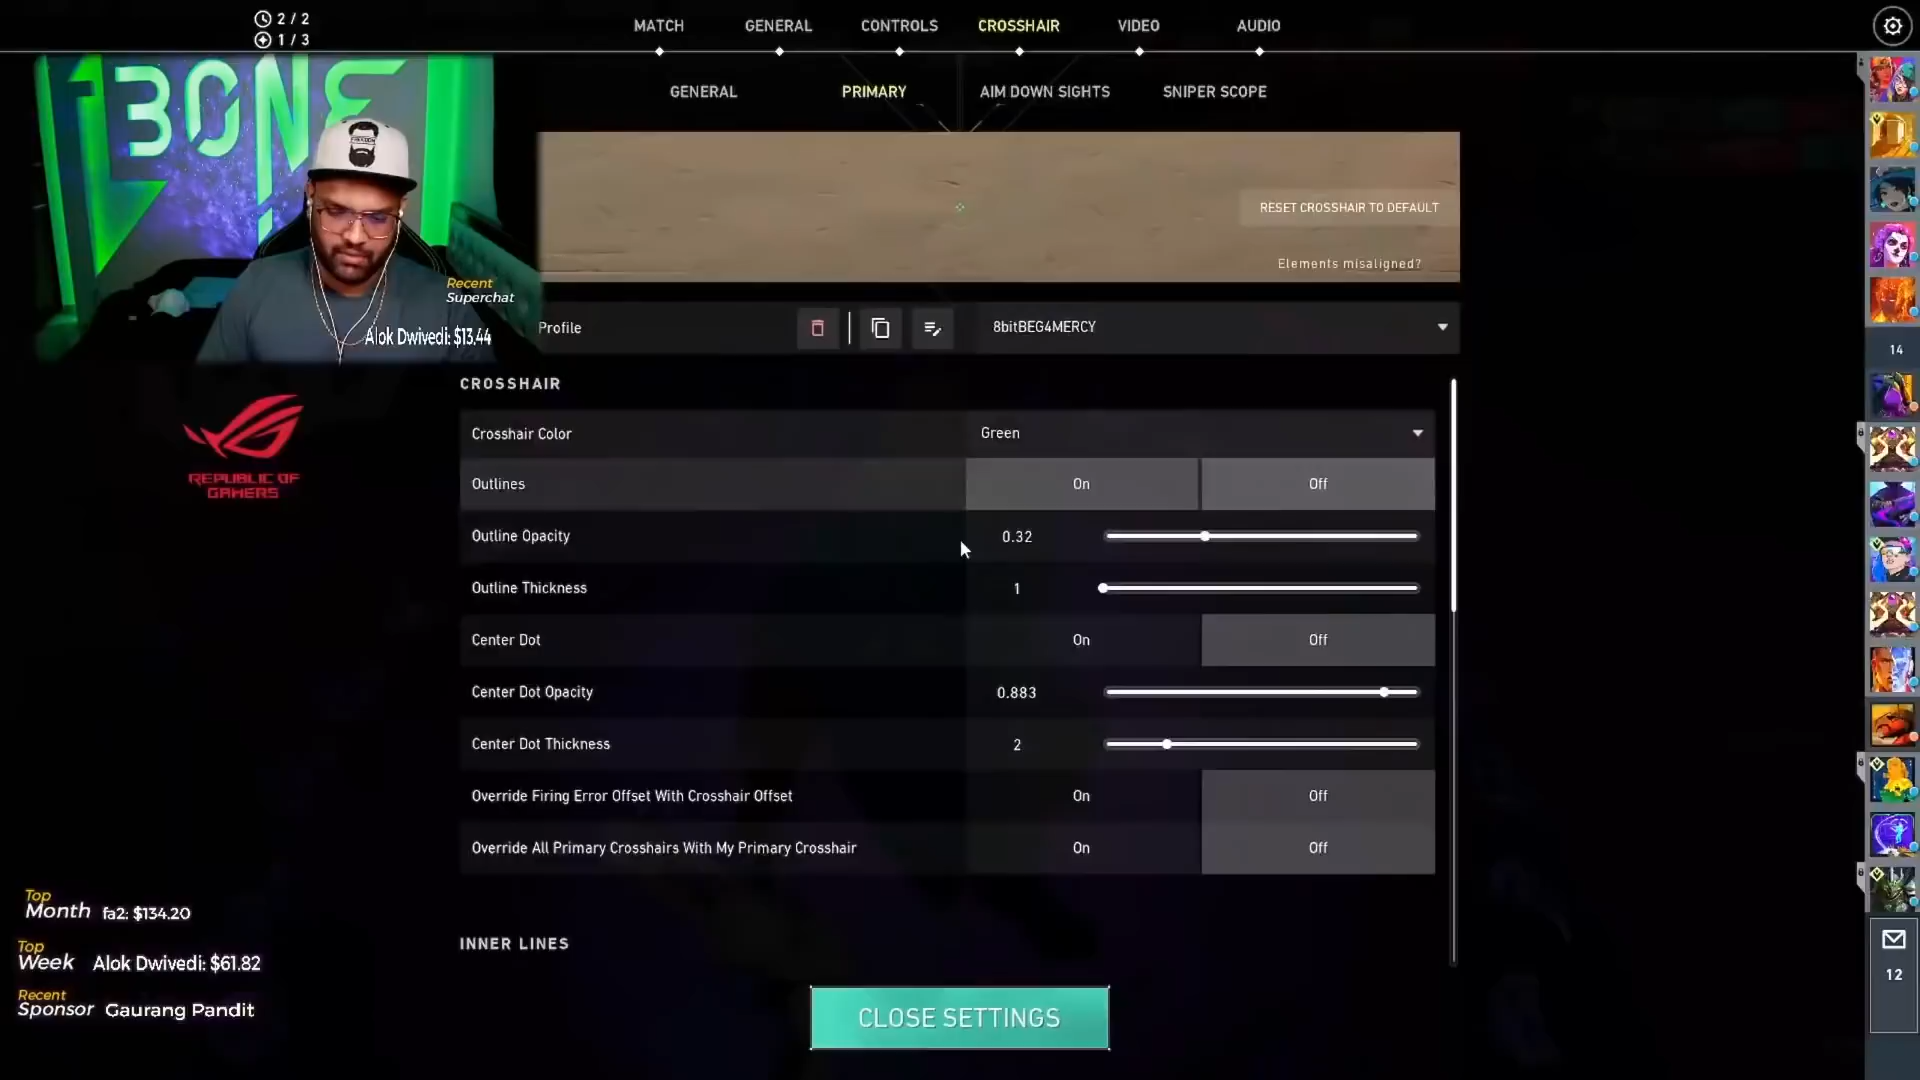 2 / 2
1 / 3
MATCH GENERAL CONTROLS CROSSHAIR VIDEO AUDIO
GENERAL PRIMARY AIM DOWN SIGHTS SNIPER SCOPE
BONE
RESET CROSSHAIR TO DEFAULT
Elements misaligned?
Recent
Superchat
Alok Dwivedi: $13.44
Profile 8bitBEG4MERCY
14
CROSSHAIR
REPUBLIC OF
GAMERS
Crosshair Color Green
Outlines On Off
Outline Opacity 0.32
Outline Thickness 1
Center Dot On Off
Center Dot Opacity 0.883
Center Dot Thickness 2
Override Firing Error Offset With Crosshair Offset On Off
Override All Primary Crosshairs With My Primary Crosshair On Off
Top
Month fa2: $134.20
INNER LINES
Top
Week Alok Dwivedi: $61.82
12
Recent
Sponsor Gaurang Pandit
CLOSE SETTINGS